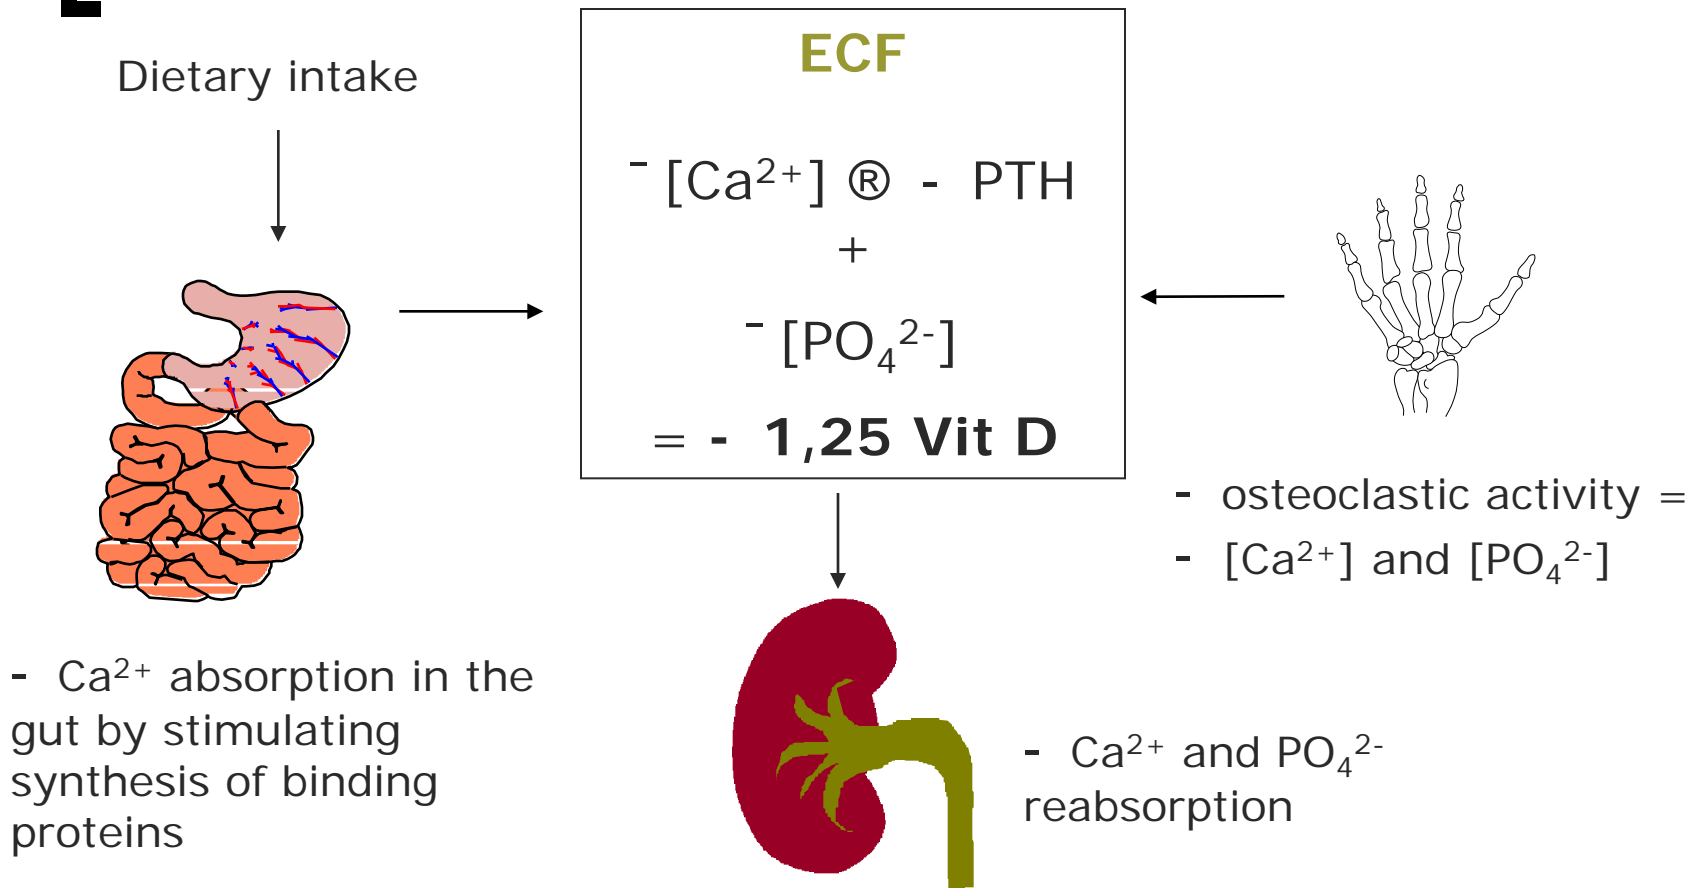 Dietary intake
ECF
¯ [Ca²⁺] ® - PTH
+
¯ [PO₄²⁻]
= - 1,25 Vit D
- osteoclastic activity =
- [Ca²⁺] and [PO₄²⁻]
- Ca²⁺ absorption in the
gut by stimulating
synthesis of binding
proteins
- Ca²⁺ and PO₄²⁻
reabsorption